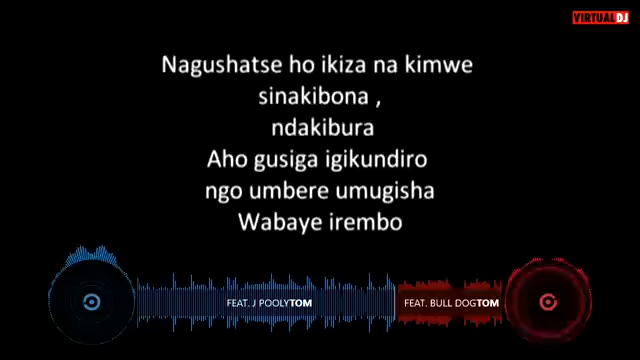 VIRTUALDJ
Nagushatse ho ikiza na kimwe
sinakibona ,
ndakibura
Aho gusiga igikundiro
ngo umbere umugisha
Wabaye irembo
FEAT. J POOLYTOM
FEAT. BULL DOGTOM